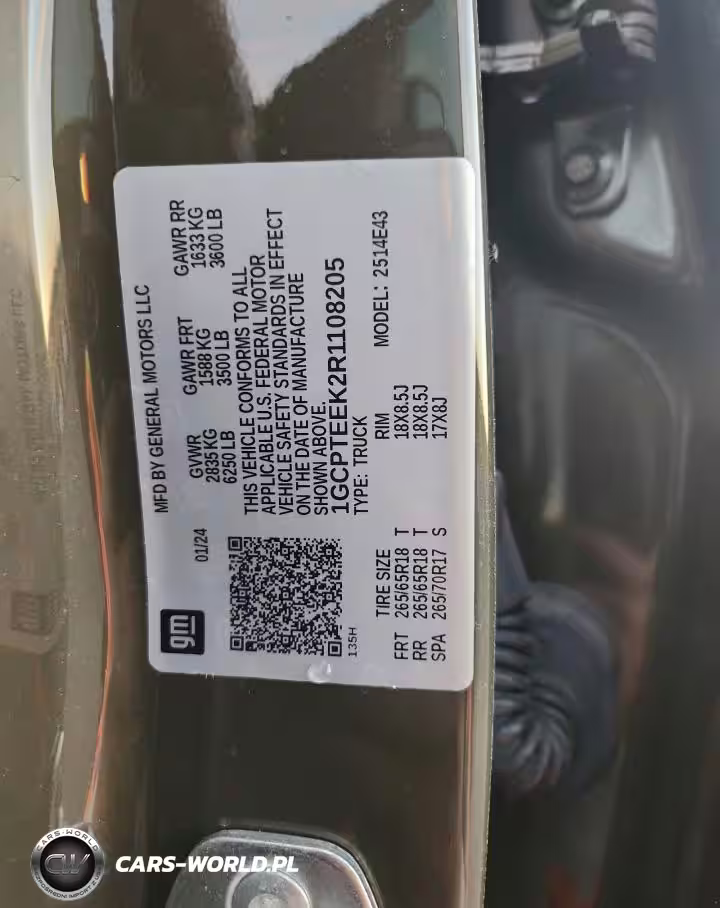 gm
MFD BY GENERAL MOTORS LLC
01/24
GVWR
2835 KG
6250 LB
GAWR FRT
1588 KG
3500 LB
GAWR RR
1633 KG
3600 LB
THIS VEHICLE CONFORMS TO ALL
APPLICABLE U.S. FEDERAL MOTOR
VEHICLE SAFETY STANDARDS IN EFFECT
ON THE DATE OF MANUFACTURE
SHOWN ABOVE.
1GCPTEEK2R1108205
135H
TYPE: TRUCK
MODEL: 2514E43
TIRE SIZE RIM
FRT 265/65R18 T 18X8.5J
RR 265/65R18 T 18X8.5J
SPA 265/70R17 S 17X8J
CARS-WORLD
CW
CARS-WORLD.PL